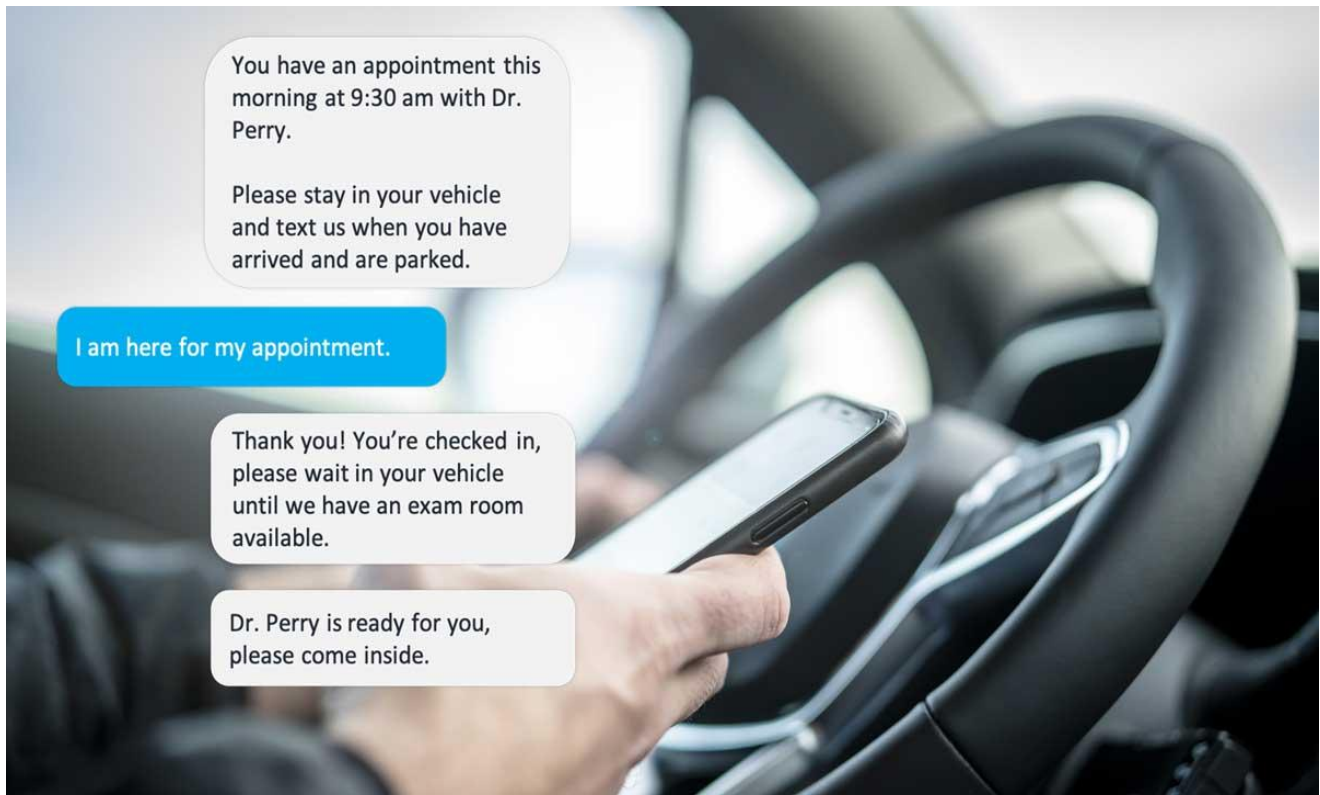 You have an appointment this
morning at 9:30 am with Dr.
Perry.
Please stay in your vehicle
and text us when you have
arrived and are parked.
I am here for my appointment.
Thank you! You’re checked in,
please wait in your vehicle
until we have an exam room
available.
Dr. Perry is ready for you,
please come inside.